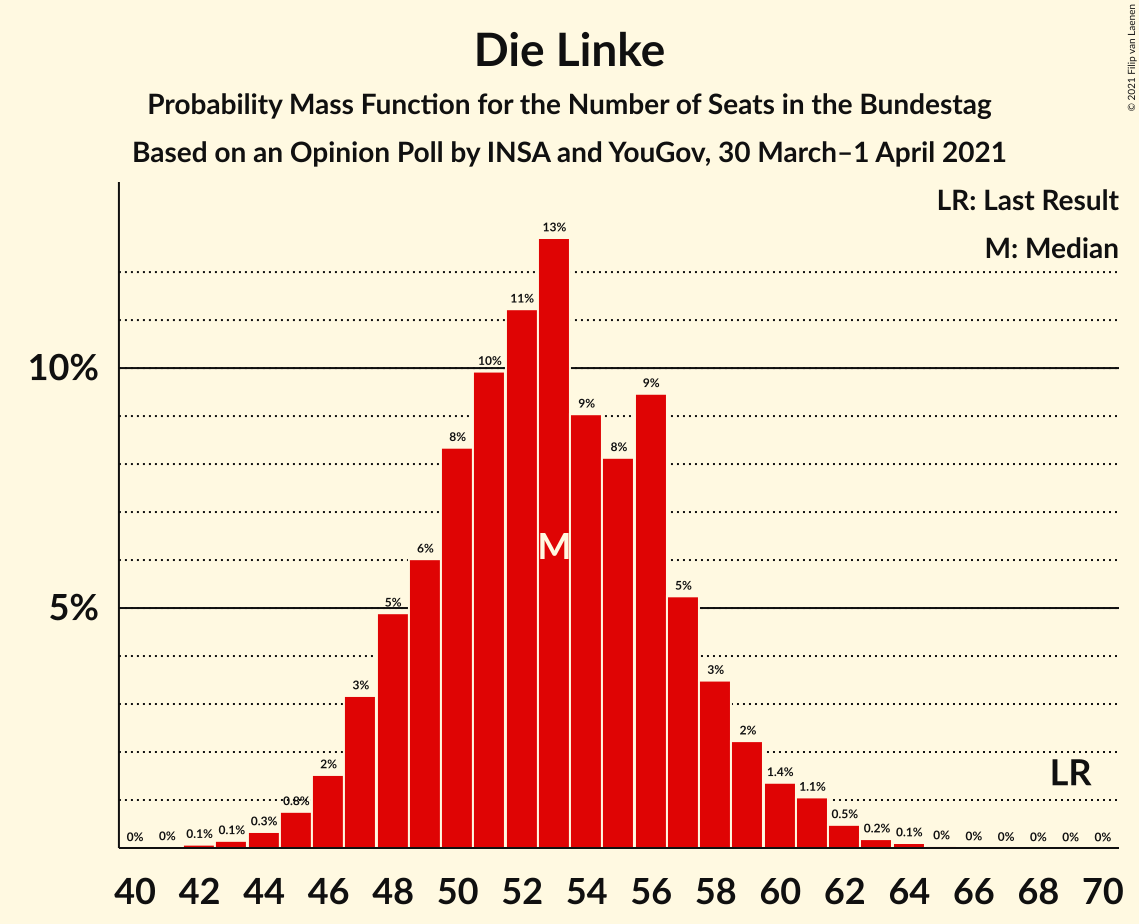 © 2021 Filip van Laenen
Die Linke
Probability Mass Function for the Number of Seats in the Bundestag
Based on an Opinion Poll by INSA and YouGov, 30 March–1 April 2021
LR: Last Result
M: Median
10%
5%
0% 0% 0.1% 0.1% 0.3% 0.8% 2% 3% 5% 6% 8% 10% 11% 13% 9% 8% 9% 5% 3% 2% 1.4% 1.1% 0.5% 0.2% 0.1% 0% 0% 0% 0% 0% 0%
M
LR
40 42 44 46 48 50 52 54 56 58 60 62 64 66 68 70